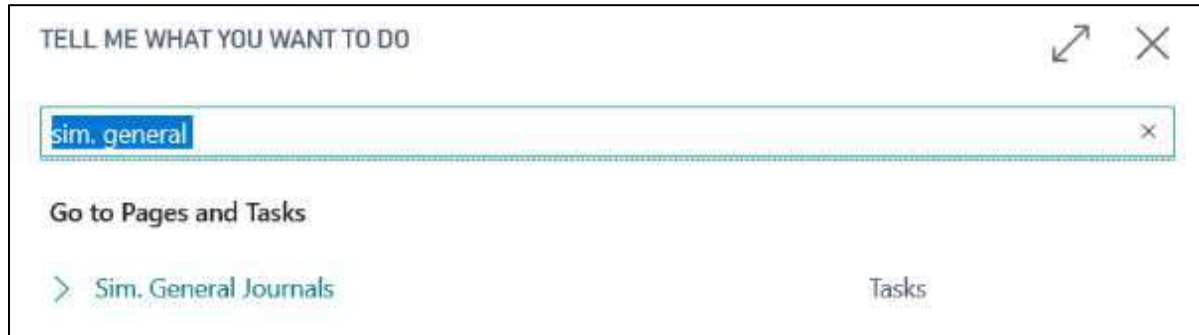 TELL ME WHAT YOU WANT TO DO
sim. general
Go to Pages and Tasks
Sim. General Journals Tasks